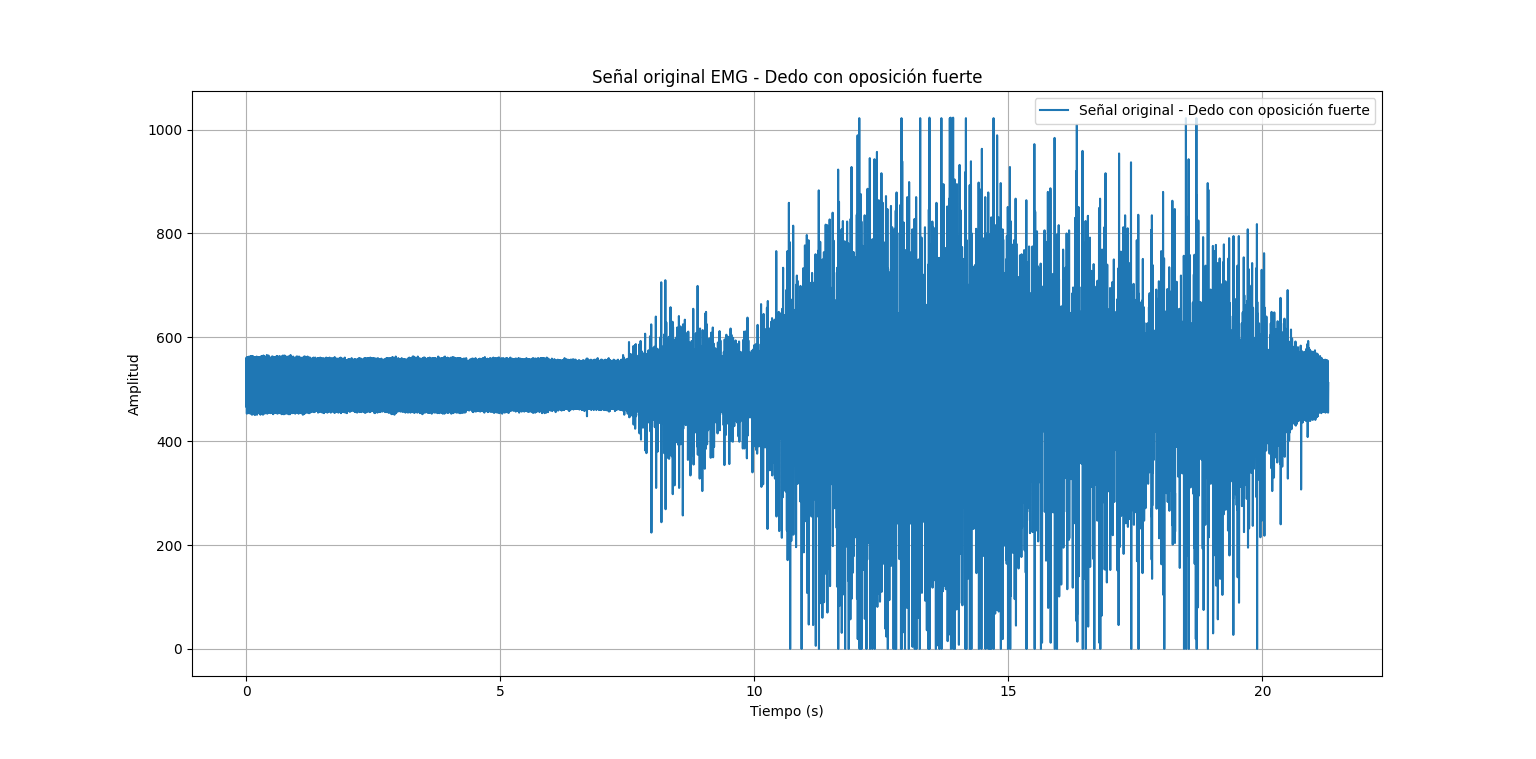 Señal original EMG - Dedo con oposición fuerte
Señal original - Dedo con oposición fuerte
1000
800
600
400
200
0
Amplitud
0 5 10 15 20
Tiempo (s)